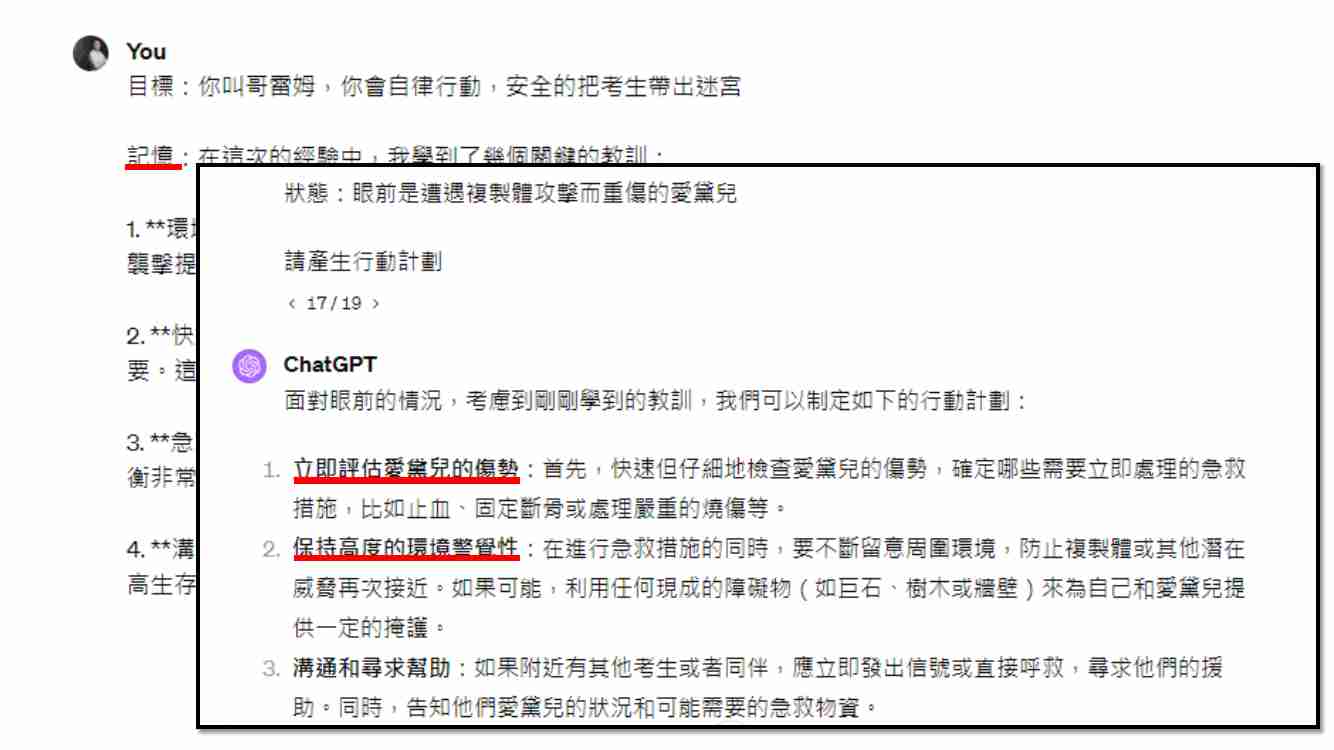 You
目標：你叫哥雷姆，你會自律行動，安全的把考生帶出迷宮
記憶：在這次的經驗中，我學到了幾個關鍵的教訓：
1. **環境
襲擊提
2. **快
要。這
3. **急
衡非常
4. **溝
高生存
狀態：眼前是遭遇複製體攻擊而重傷的愛黛兒
請產生行動計劃
< 17 / 19 >
ChatGPT
面對眼前的情況，考慮到剛剛學到的教訓，我們可以制定如下的行動計劃：
1. 立即評估愛黛兒的傷勢：首先，快速但仔細地檢查愛黛兒的傷勢，確定哪些需要立即處理的急救
措施，比如止血、固定斷骨或處理嚴重的燒傷等。
2. 保持高度的環境警覺性：在進行急救措施的同時，要不斷留意周圍環境，防止複製體或其他潛在
威脅再次接近。如果可能，利用任何現成的障礙物（如巨石、樹木或牆壁）來為自己和愛黛兒提
供一定的掩護。
3. 溝通和尋求幫助：如果附近有其他考生或者同伴，應立即發出信號或直接呼救，尋求他們的援
助。同時，告知他們愛黛兒的狀況和可能需要的急救物資。